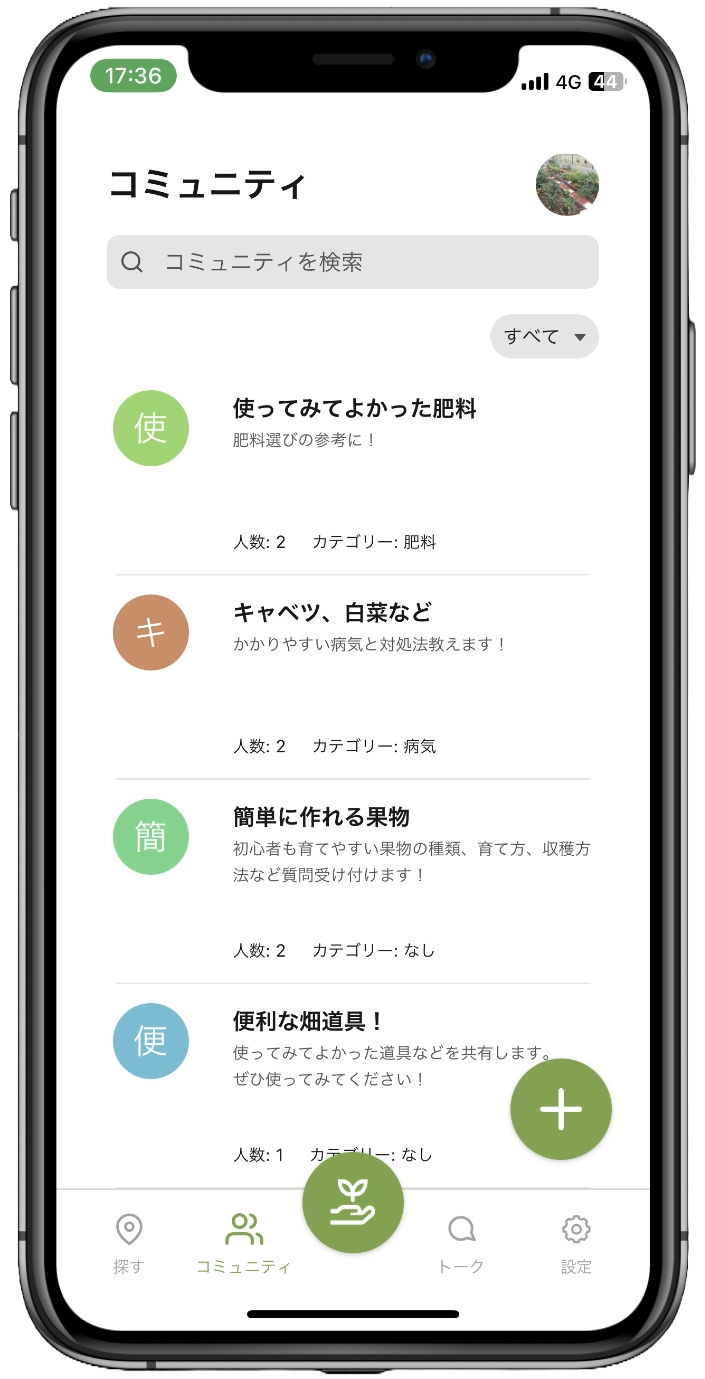 17:36
4G 44
コミュニティ
コミュニティを検索
すべて
使
使ってみてよかった肥料
肥料選びの参考に！
人数: 2 カテゴリー: 肥料
キ
キャベツ、白菜など
かかりやすい病気と対処法教えます！
人数: 2 カテゴリー: 病気
簡
簡単に作れる果物
初心者も育てやすい果物の種類、育て方、収穫方
法など質問受け付けます！
人数: 2 カテゴリー: なし
便
便利な畑道具！
使ってみてよかった道具などを共有します。
ぜひ使ってみてください！
人数: 1 カテゴリー: なし
探す
コミュニティ
トーク
設定